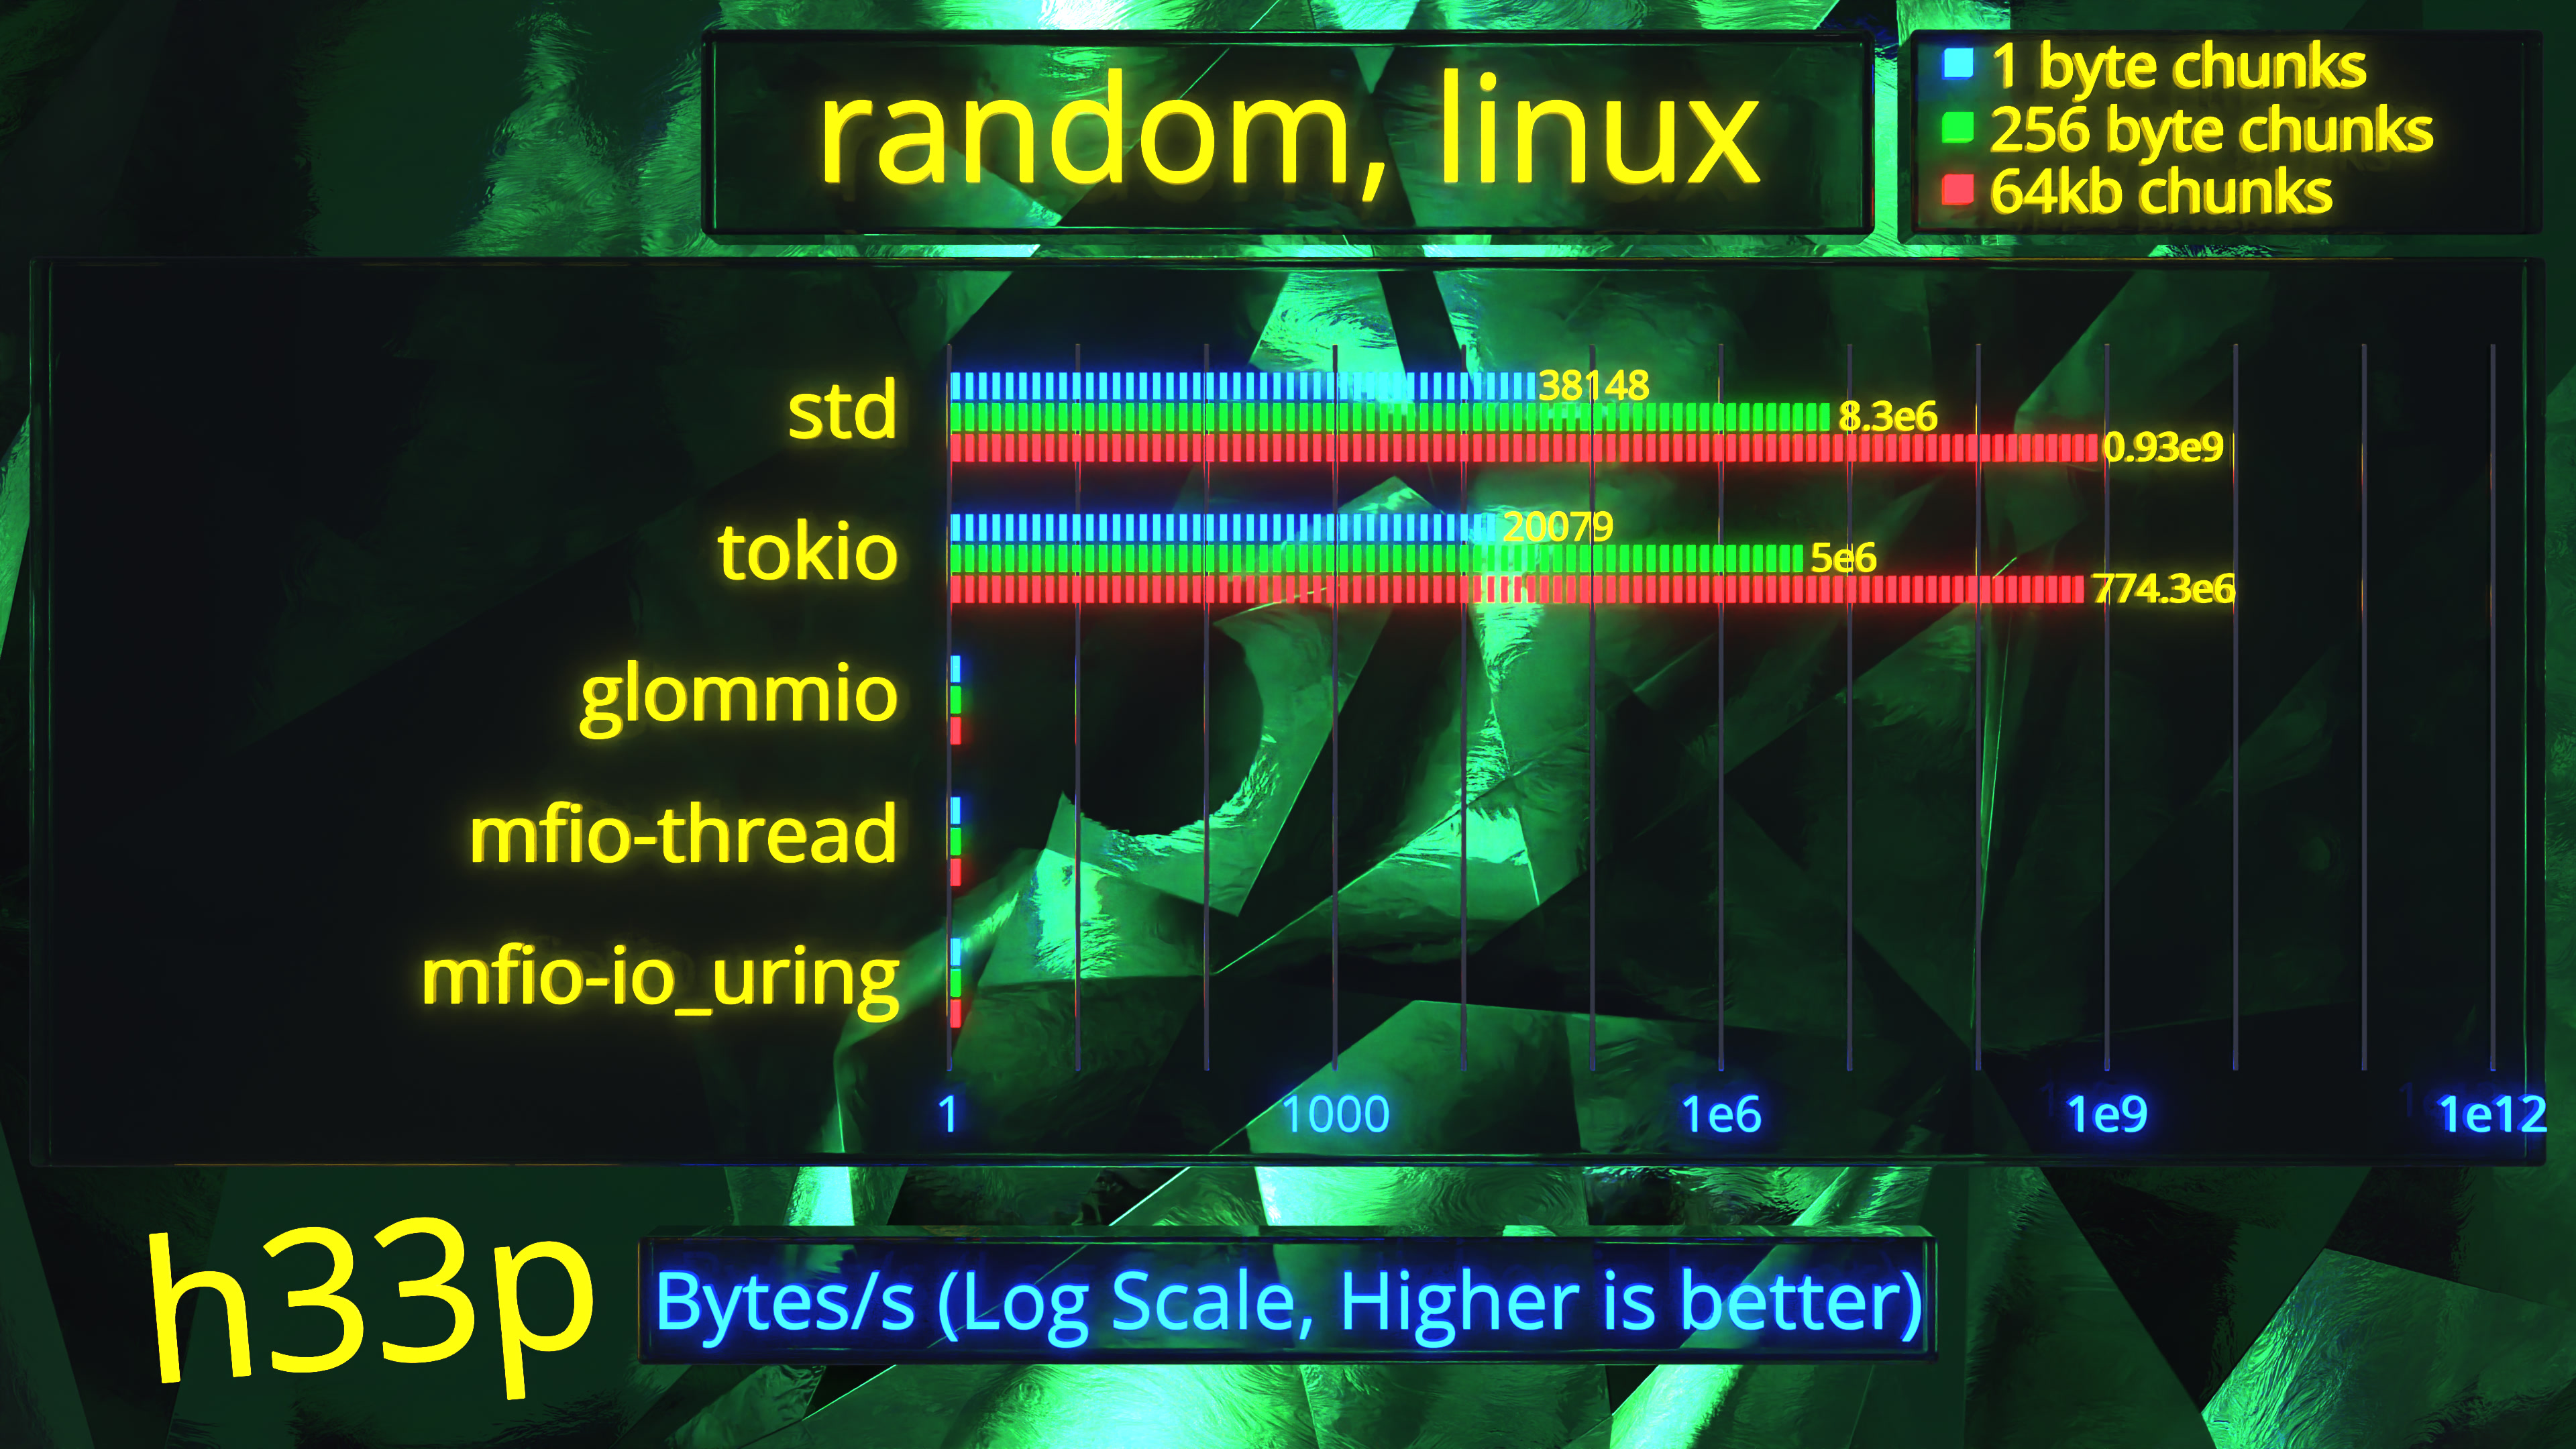 random, linux
1 byte chunks
256 byte chunks
64kb chunks
std
38148
8.3e6
0.93e9
tokio
20079
5e6
774.3e6
glommio
mfio-thread
mfio-io_uring
1 1000 1e6 1e9 1e12
h33p
Bytes/s (Log Scale, Higher is better)